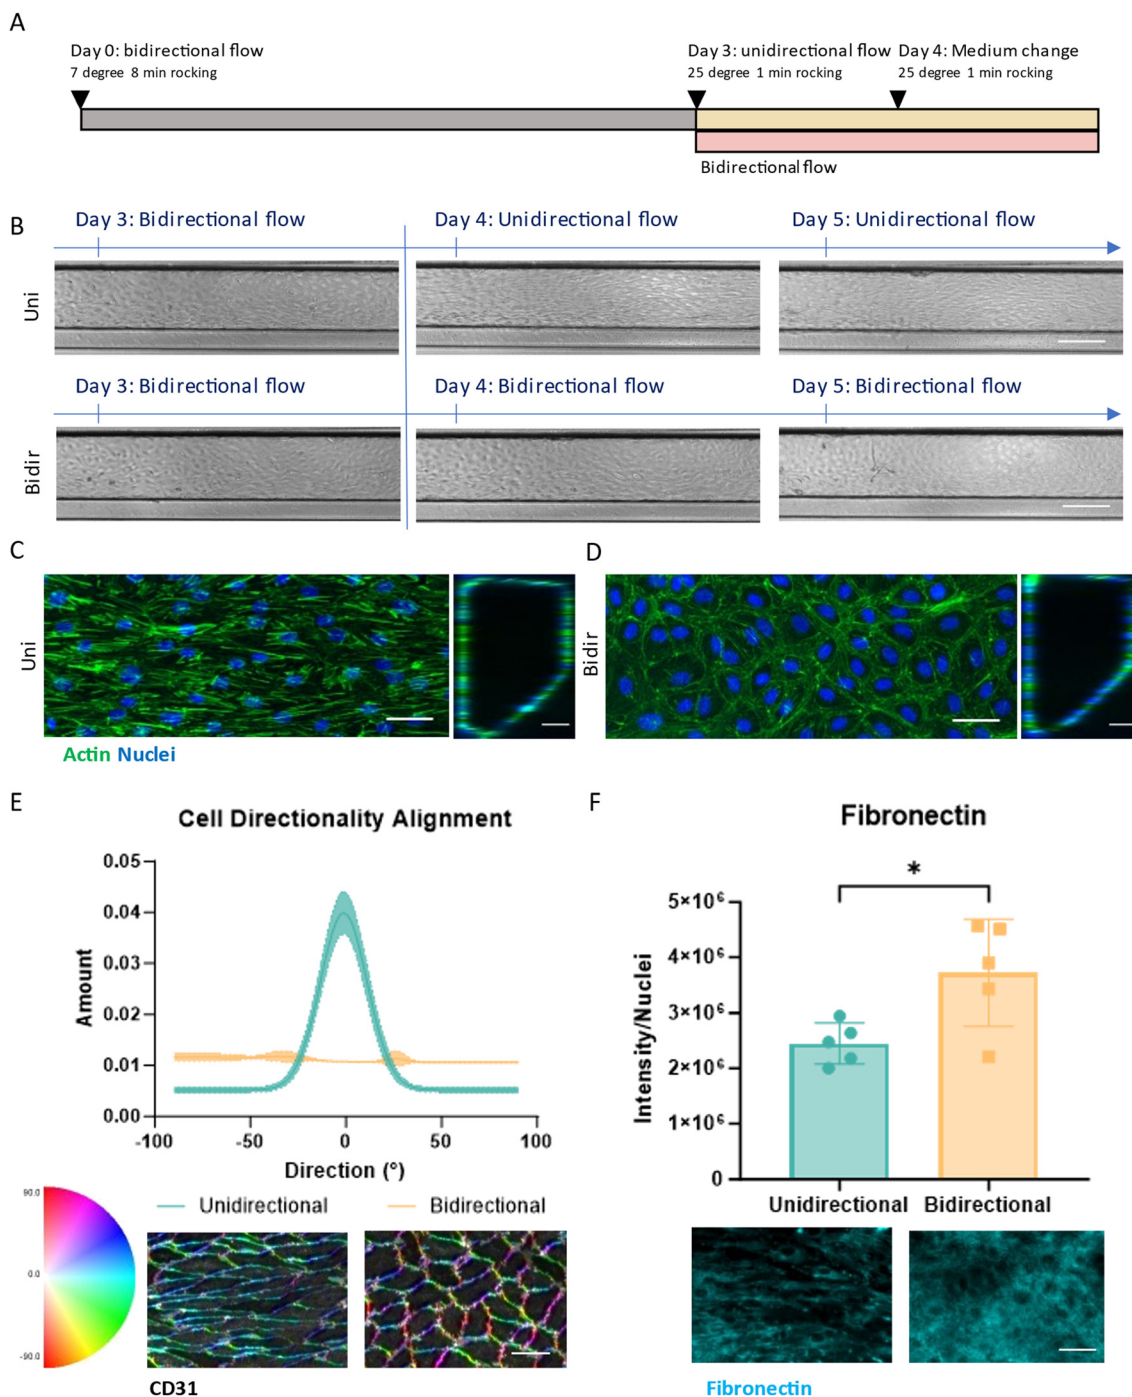 A
Day 0: bidirectional flow
7 degree 8 min rocking
Day 3: unidirectional flow
25 degree 1 min rocking
Day 4: Medium change
25 degree 1 min rocking
Bidirectional flow
B
Day 3: Bidirectional flow
Day 4: Unidirectional flow
Day 5: Unidirectional flow
Uni
Day 3: Bidirectional flow
Day 4: Bidirectional flow
Day 5: Bidirectional flow
Bidir
C
Uni
D
Bidir
Actin Nuclei
E
Cell Directionality Alignment
Amount
0.05
0.04
0.03
0.02
0.01
0.00
-100
-50
0
50
100
Direction (°)
Unidirectional
Bidirectional
90.0
0.0
-90.0
CD31
F
Fibronectin
*
Intensity/Nuclei
5×10⁶
4×10⁶
3×10⁶
2×10⁶
1×10⁶
0
Unidirectional
Bidirectional
Fibronectin